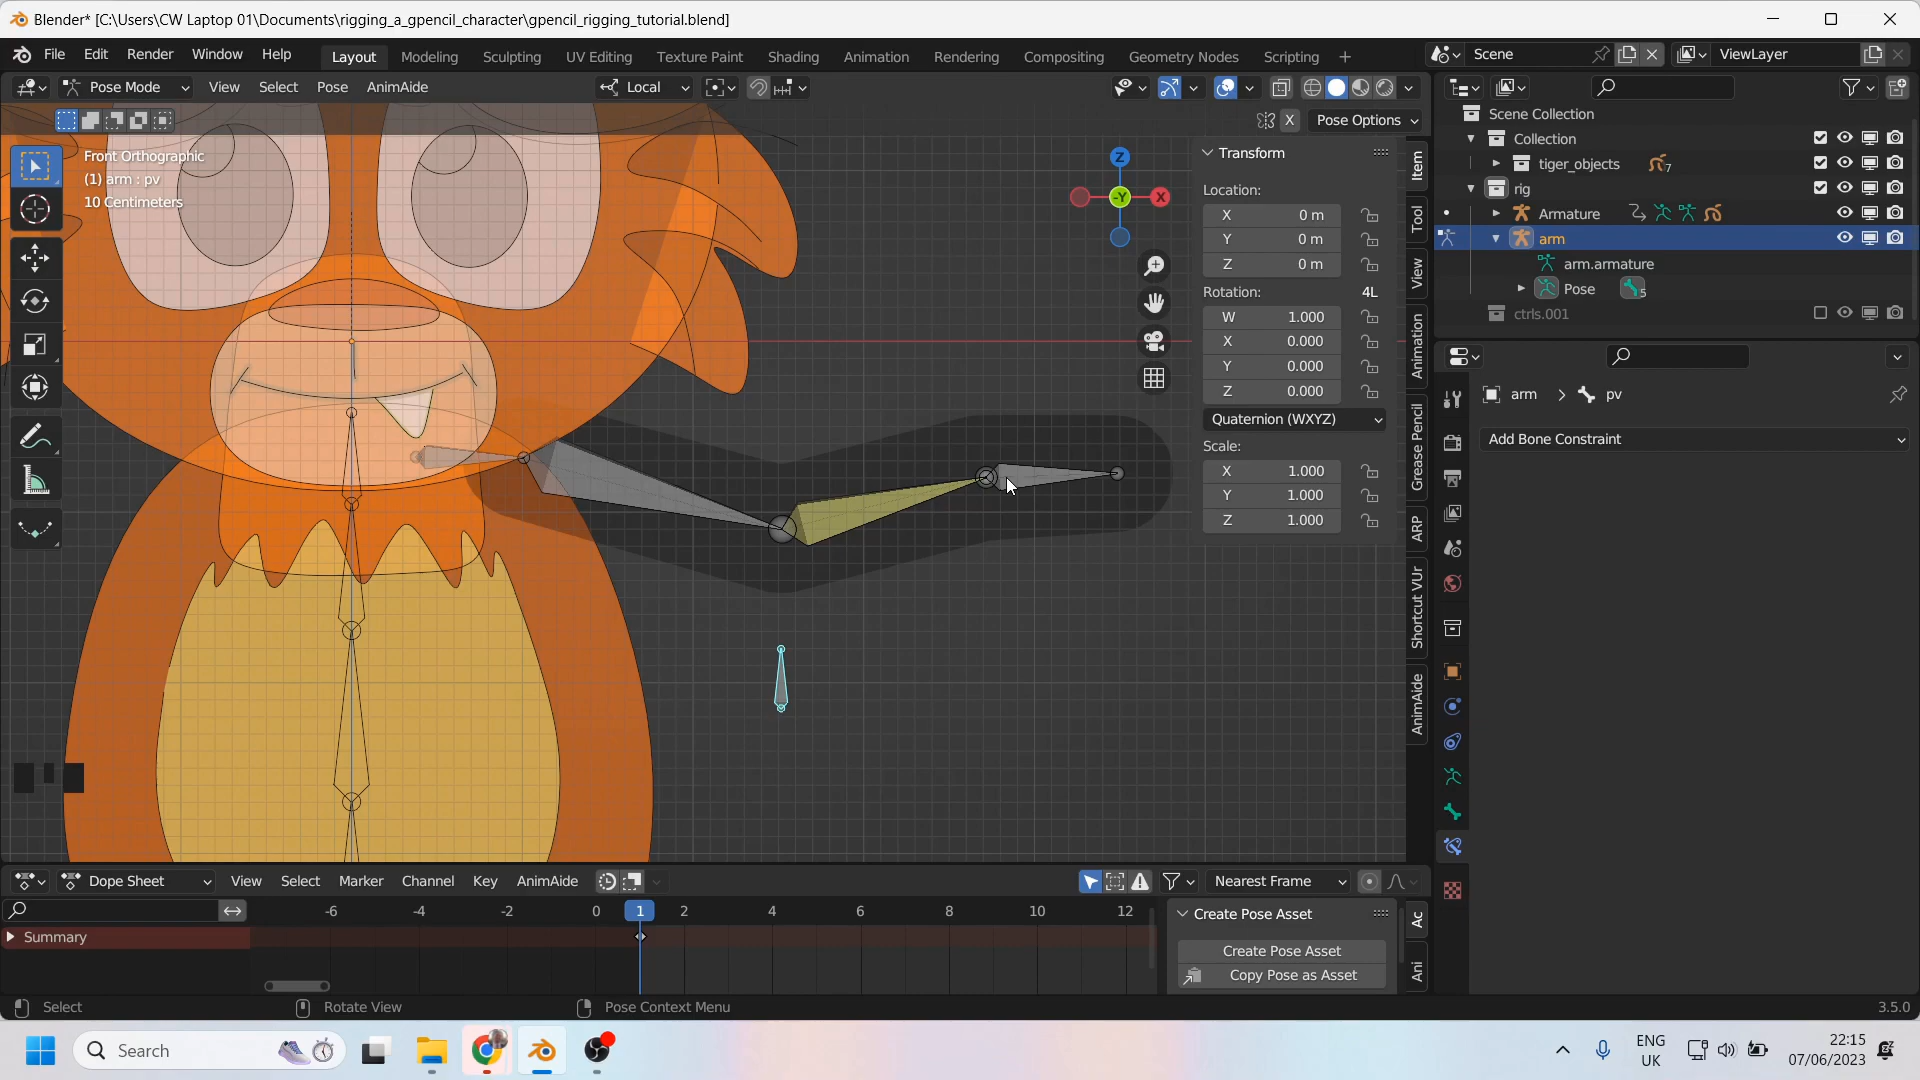 Blender* [C:\Users\CW Laptop 01\Documents\rigging_a_gpencil_character\gpencil_rigging_tutorial.blend]
File Edit Render Window Help Layout Modeling Sculpting UV Editing Texture Paint Shading Animation Rendering Compositing Geometry Nodes Scripting + Scene ViewLayer
Pose Mode View Select Pose AnimAide Local
X Pose Options
Front Orthographic
(1) arm : pv
10 Centimeters
Z
-Y X
Transform
Location:
X 0 m
Y 0 m
Z 0 m
Rotation: 4L
W 1.000
X 0.000
Y 0.000
Z 0.000
Quaternion (WXYZ)
Scale:
X 1.000
Y 1.000
Z 1.000
Item
Tool
View
Animation
Grease Pencil
ARP
Shortcut VUr
AnimAide
Scene Collection
Collection
tiger_objects 7
rig
Armature
arm
arm.armature
Pose 5
ctrls.001
arm > pv
Add Bone Constraint
Dope Sheet View Select Marker Channel Key AnimAide Nearest Frame
-6 -4 -2 0 1 2 4 6 8 10 12
Summary
Create Pose Asset
Create Pose Asset
Copy Pose as Asset
Ac
Ani
Select Rotate View Pose Context Menu 3.5.0
Search
ENG
UK
22:15
07/06/2023